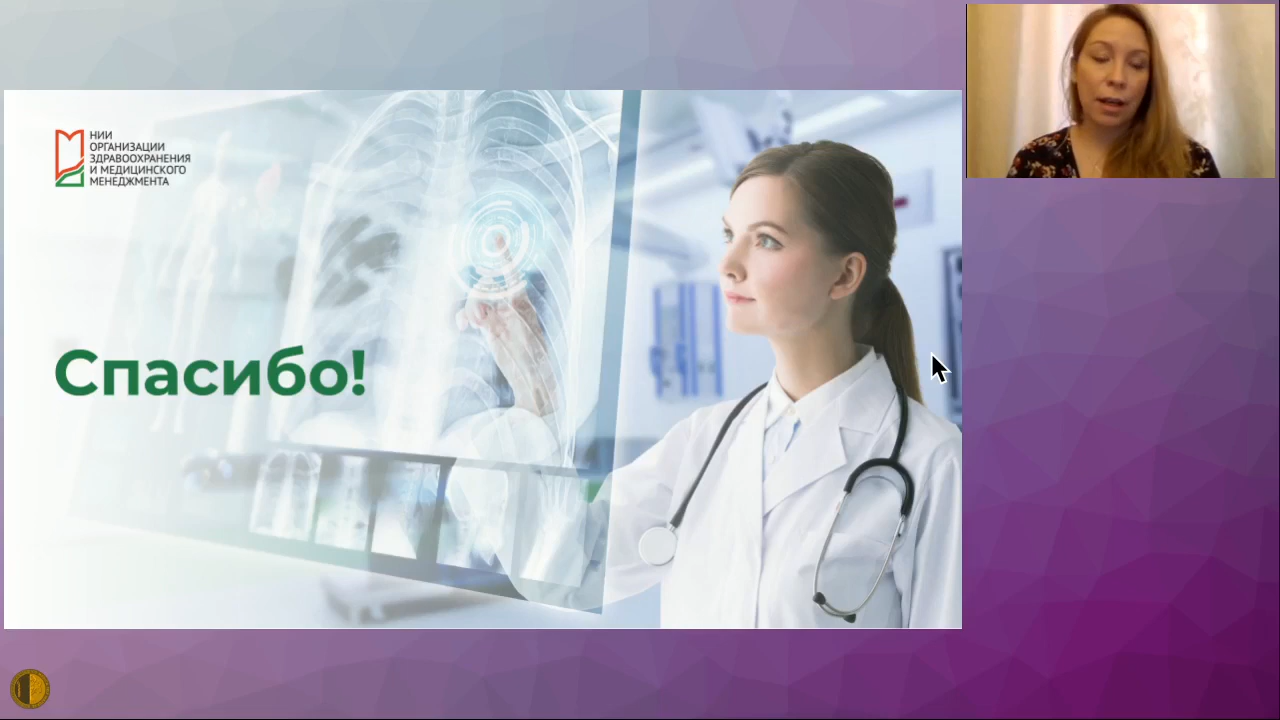 НИИ
ОРГАНИЗАЦИИ
ЗДРАВООХРАНЕНИЯ
И МЕДИЦИНСКОГО
МЕНЕДЖМЕНТА
Спасибо!